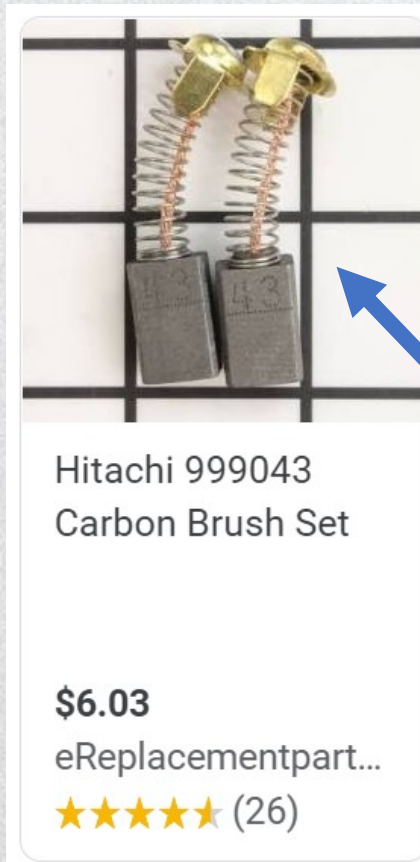 43
43
Hitachi 999043
Carbon Brush Set
$6.03
eReplacementpart...
(26)